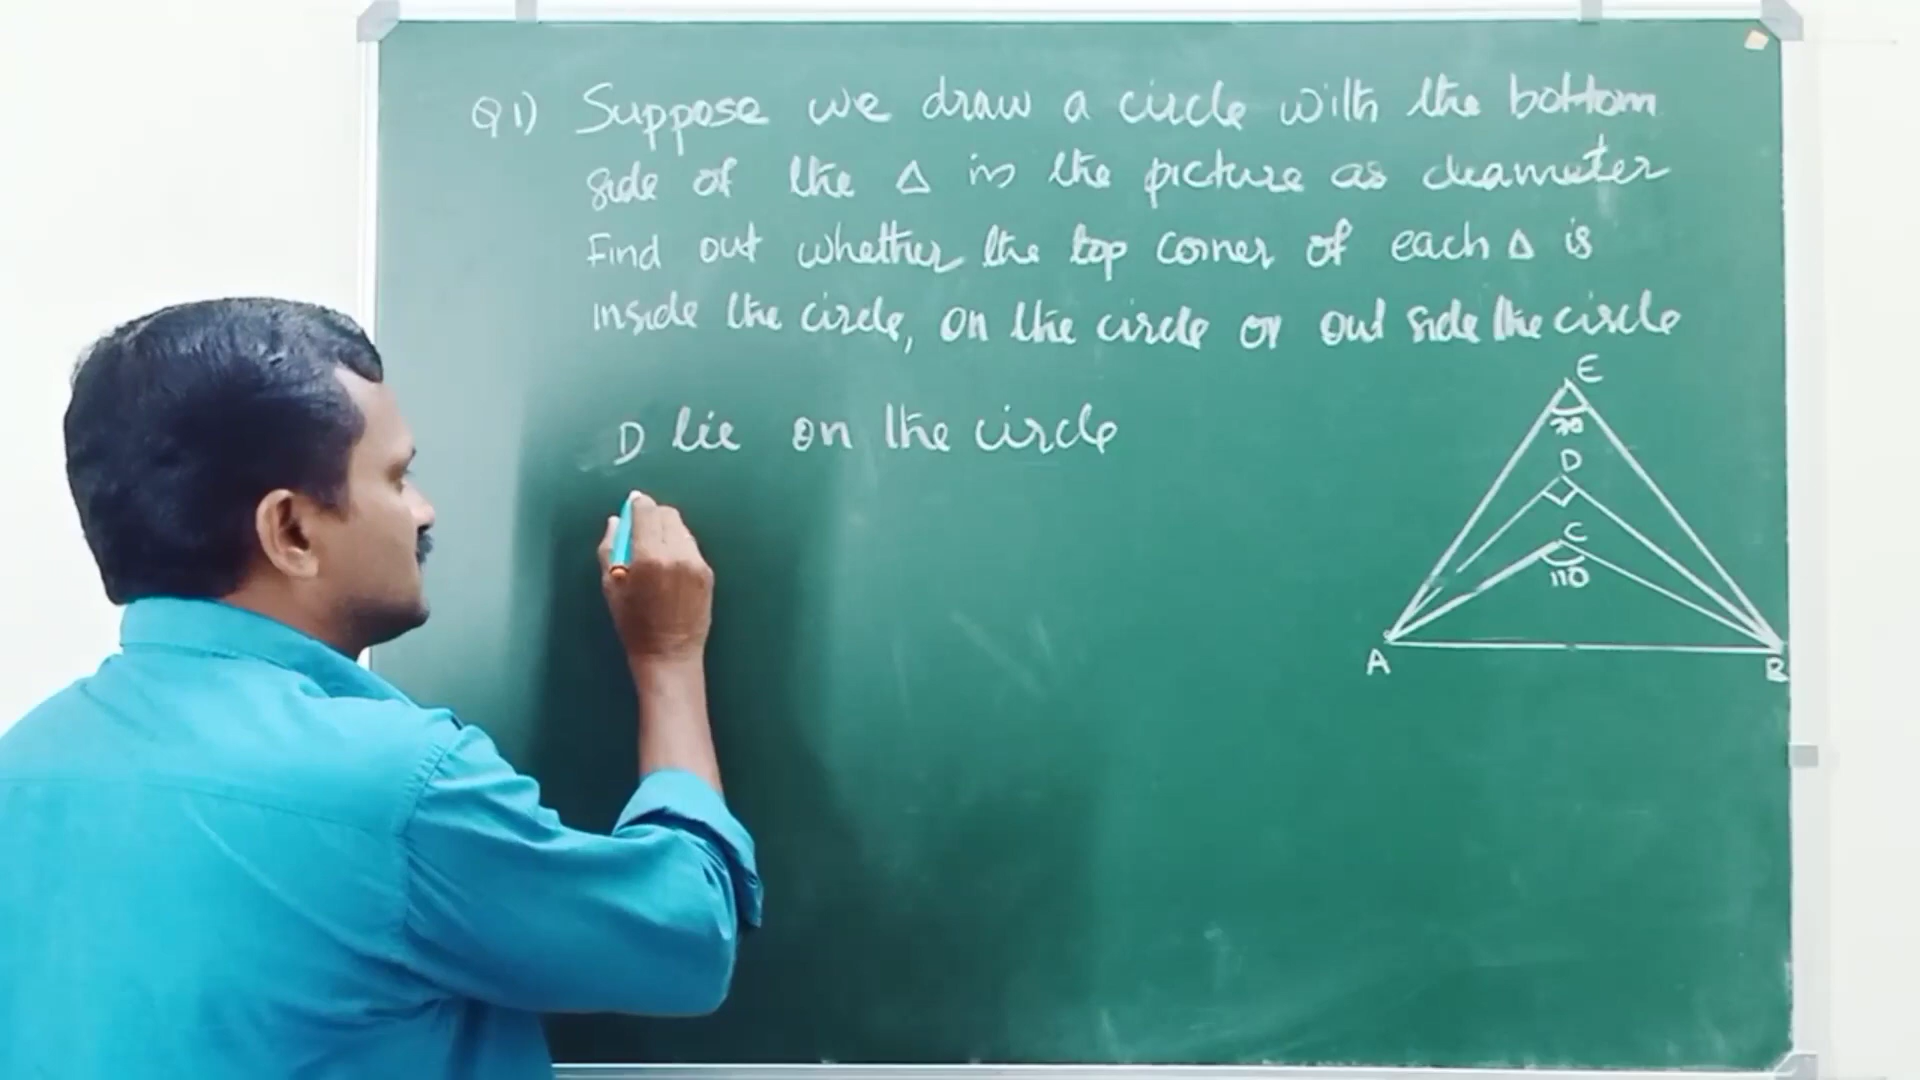 Q1) Suppose we draw a circle with the bottom
side of the Δ in the picture as diameter
Find out whether the top corner of each Δ is
inside the circle, on the circle or out side the circle
D lie on the circle
E
70
D
C
110
A
B